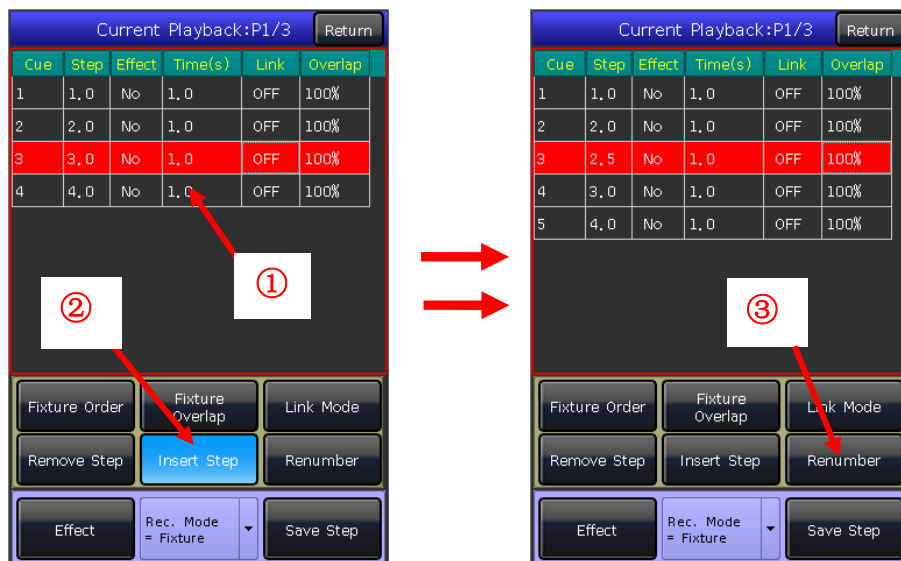 Current Playback:P1/3 Return
Cue Step Effect Time(s) Link Overlap
1 1.0 No 1.0 OFF 100%
2 2.0 No 1.0 OFF 100%
3 3.0 No 1.0 OFF 100%
4 4.0 No 1.0 OFF 100%
①
②
Fixture Order Fixture Overlap Link Mode
Remove Step Insert Step Renumber
Effect Rec. Mode = Fixture Save Step
Current Playback:P1/3 Return
Cue Step Effect Time(s) Link Overlap
1 1.0 No 1.0 OFF 100%
2 2.0 No 1.0 OFF 100%
3 2.5 No 1.0 OFF 100%
4 3.0 No 1.0 OFF 100%
5 4.0 No 1.0 OFF 100%
③
Fixture Order Fixture Overlap Link Mode
Remove Step Insert Step Renumber
Effect Rec. Mode = Fixture Save Step